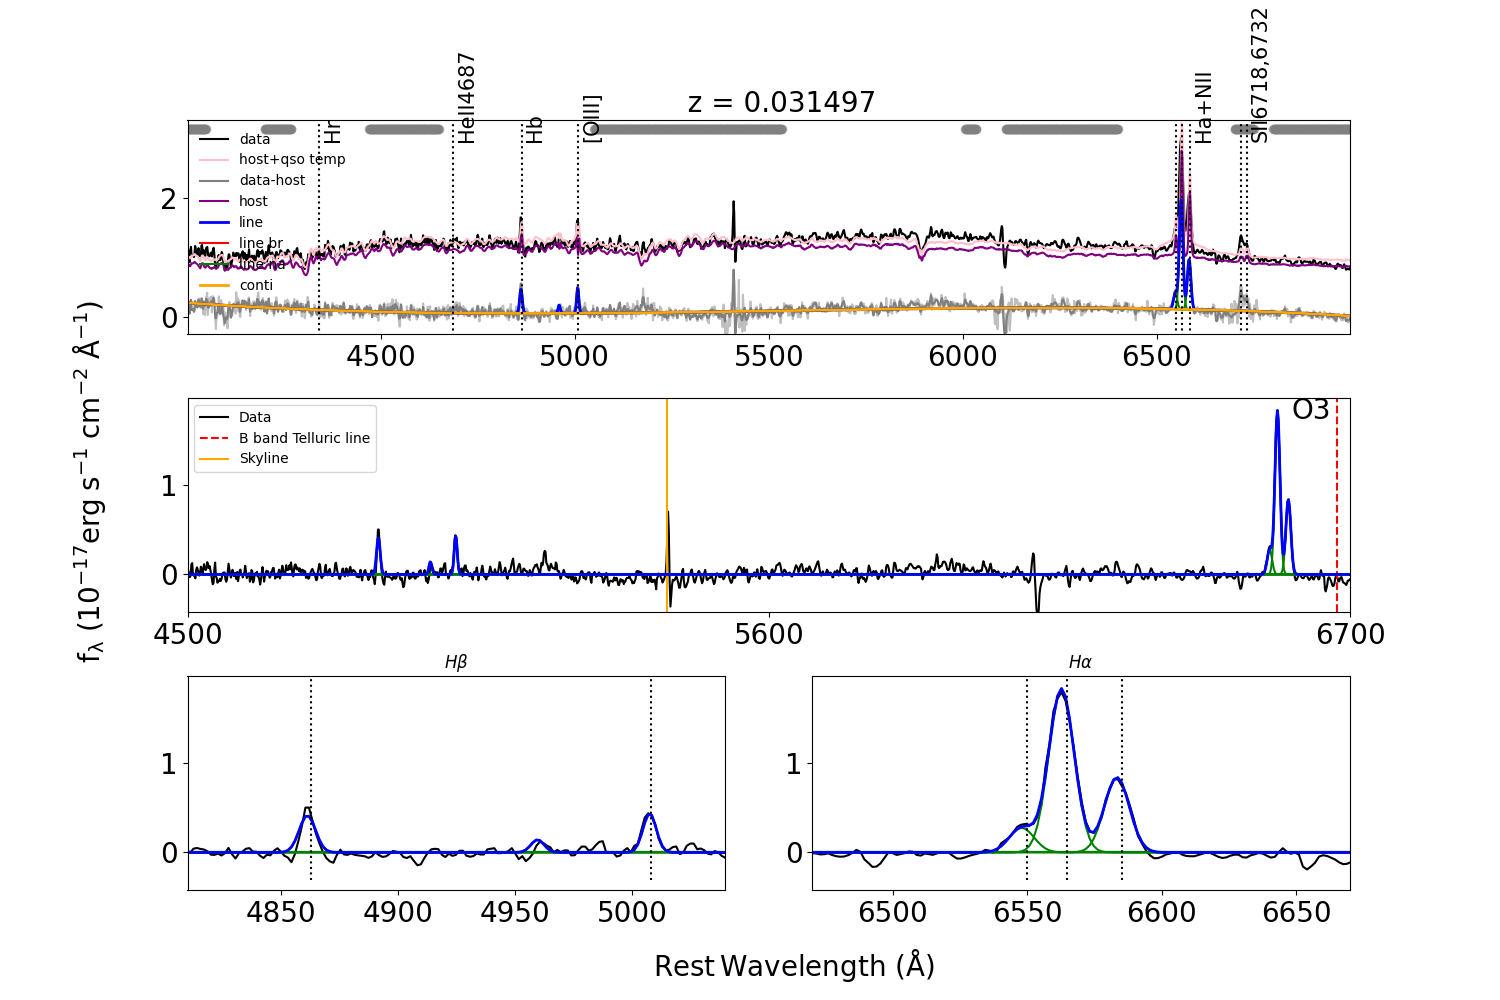 z = 0.031497
Hr
HeII4687
Hb
[OIII]
Ha+NII
SII6718,6732
data
host+qso temp
data-host
host
line
line br
line na
conti
2
0
4500
5000
5500
6000
6500
fλ (10−17erg s−1 cm−2 Å−1)
Data
B band Telluric line
Skyline
O3
1
0
4500
5600
6700
Hβ
1
0
4850
4900
4950
5000
Hα
1
0
6500
6550
6600
6650
Rest Wavelength (Å)